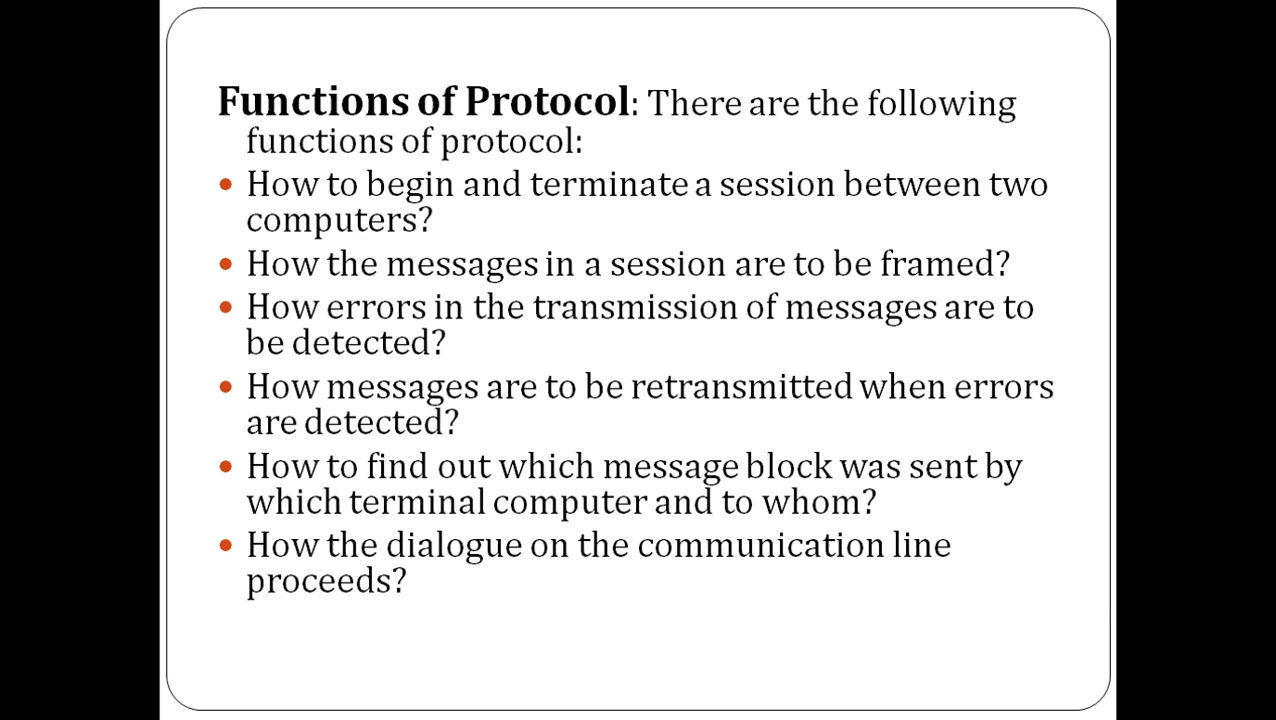 Functions of Protocol: There are the following
functions of protocol:
• How to begin and terminate a session between two
computers?
• How the messages in a session are to be framed?
• How errors in the transmission of messages are to
be detected?
• How messages are to be retransmitted when errors
are detected?
• How to find out which message block was sent by
which terminal computer and to whom?
• How the dialogue on the communication line
proceeds?